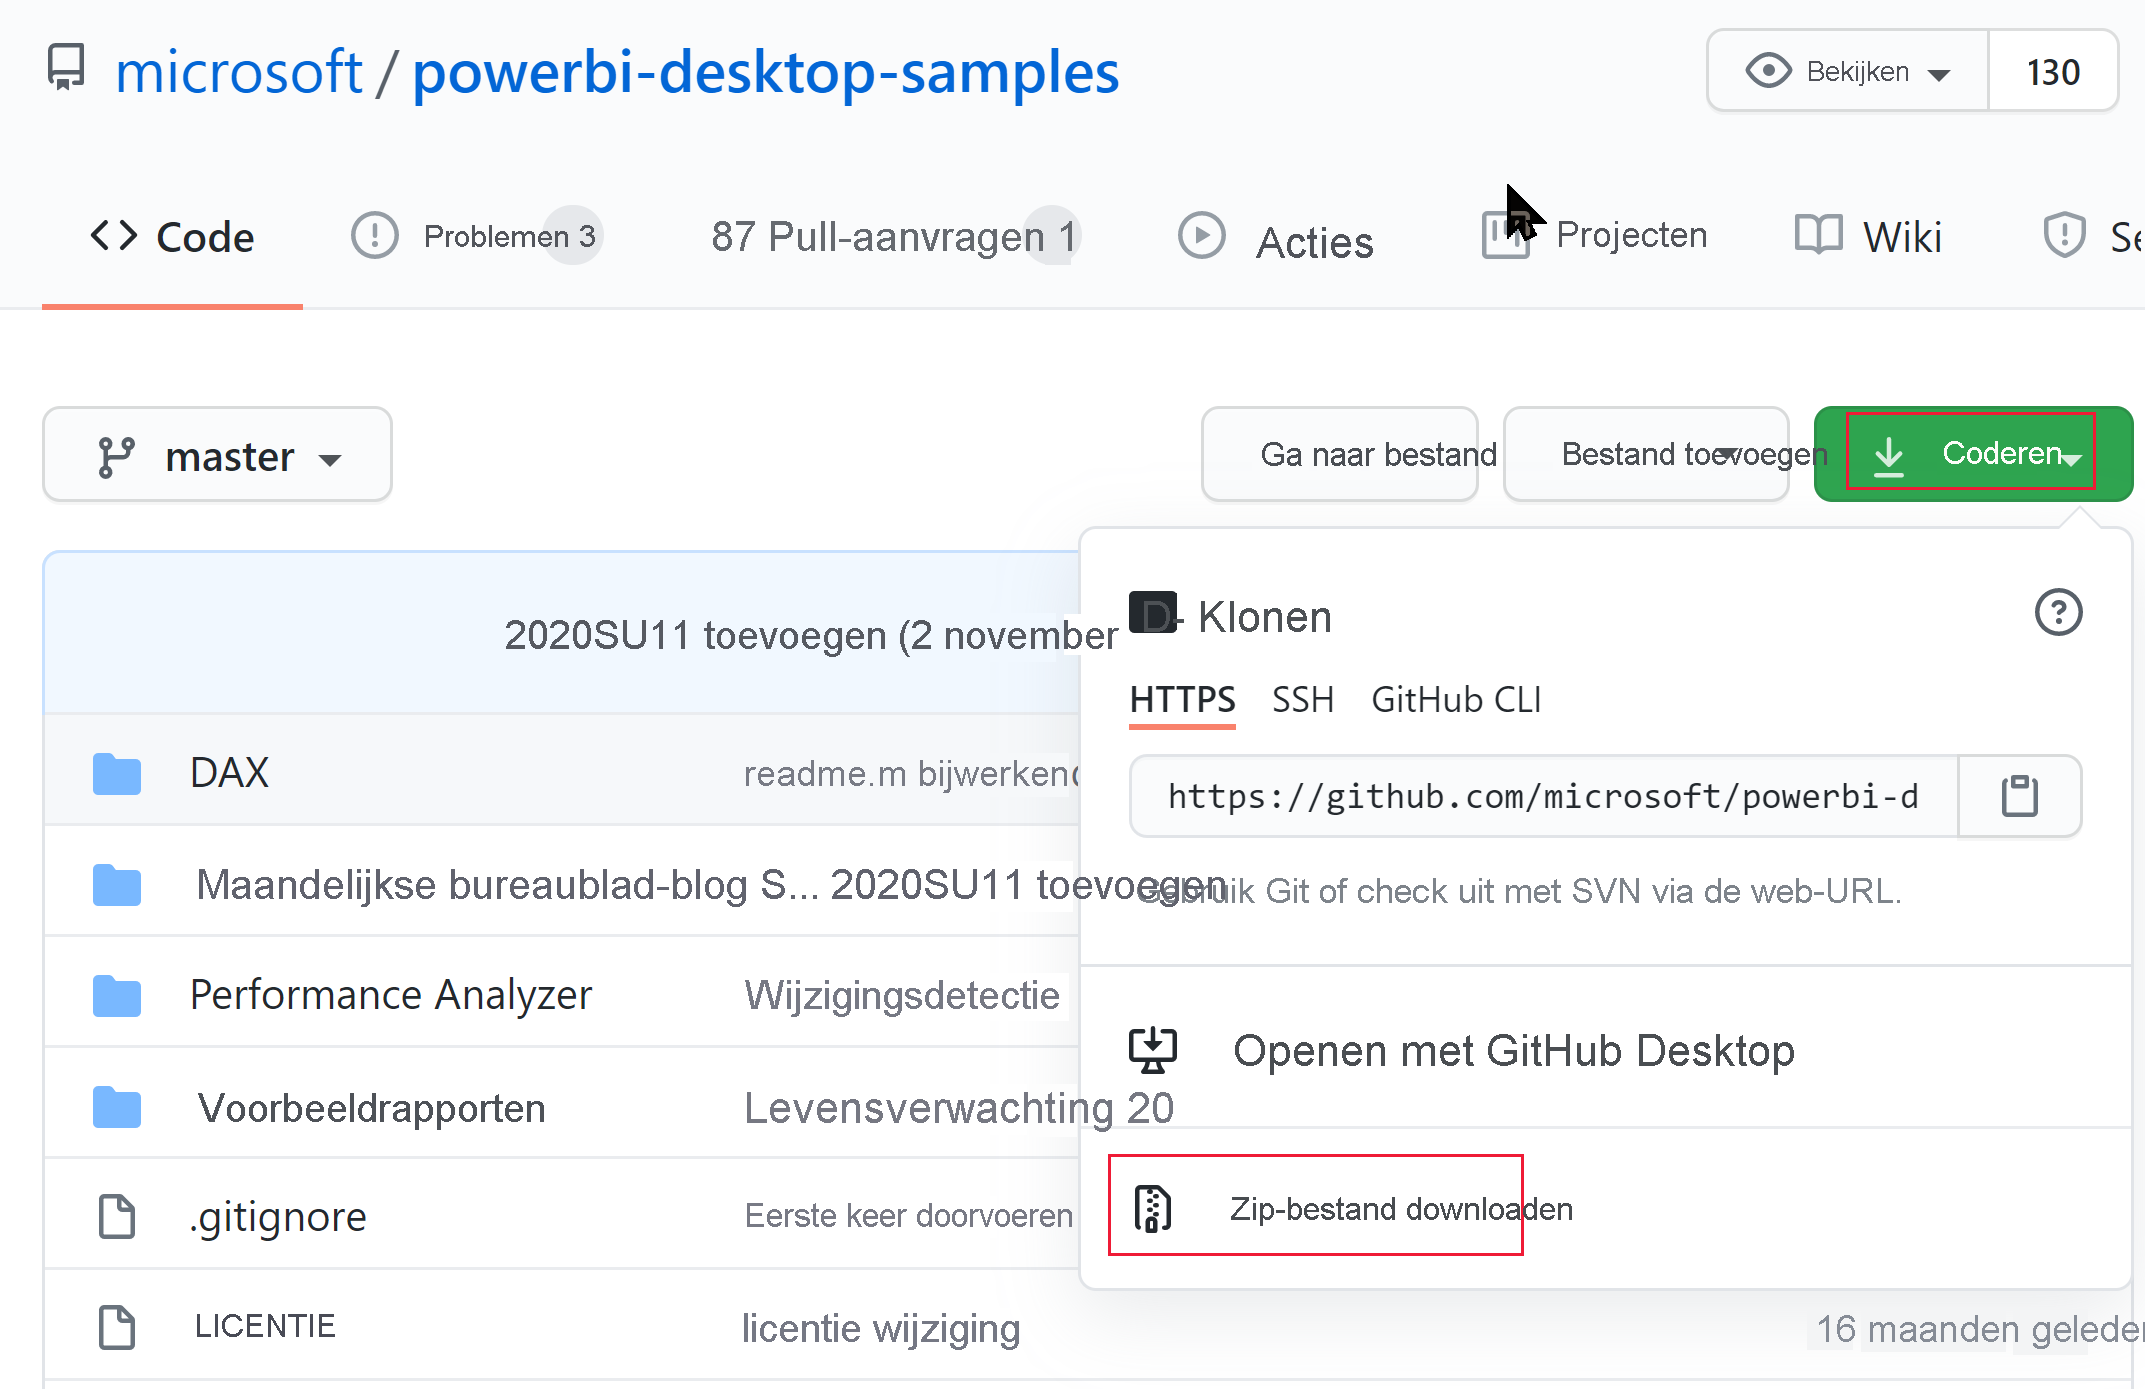 microsoft / powerbi-desktop-samples
Bekijken 130
Code
Problemen 3
87 Pull-aanvragen 1
Acties
Projecten
Wiki
master
Ga naar bestand
Bestand toevoegen
Coderen
2020SU11 toevoegen (2 november
D- Klonen
HTTPS SSH GitHub CLI
https://github.com/microsoft/powerbi-d
Gebruik Git of check uit met SVN via de web-URL.
Openen met GitHub Desktop
Zip-bestand downloaden
DAX readme.m bijwerken
Maandelijkse bureaublad-blog S... 2020SU11 toevoegen
Performance Analyzer Wijzigingsdetectie
Voorbeeldrapporten Levensverwachting 20
.gitignore Eerste keer doorvoeren
LICENTIE licentie wijziging 16 maanden geleden